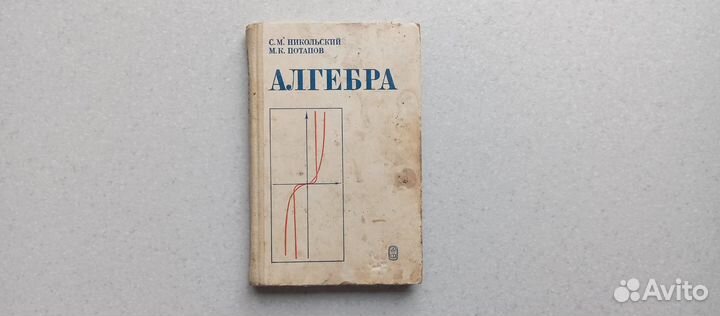 С. М. НИКОЛЬСКИЙ
М. К. ПОТАПОВ
АЛГЕБРА
Avito